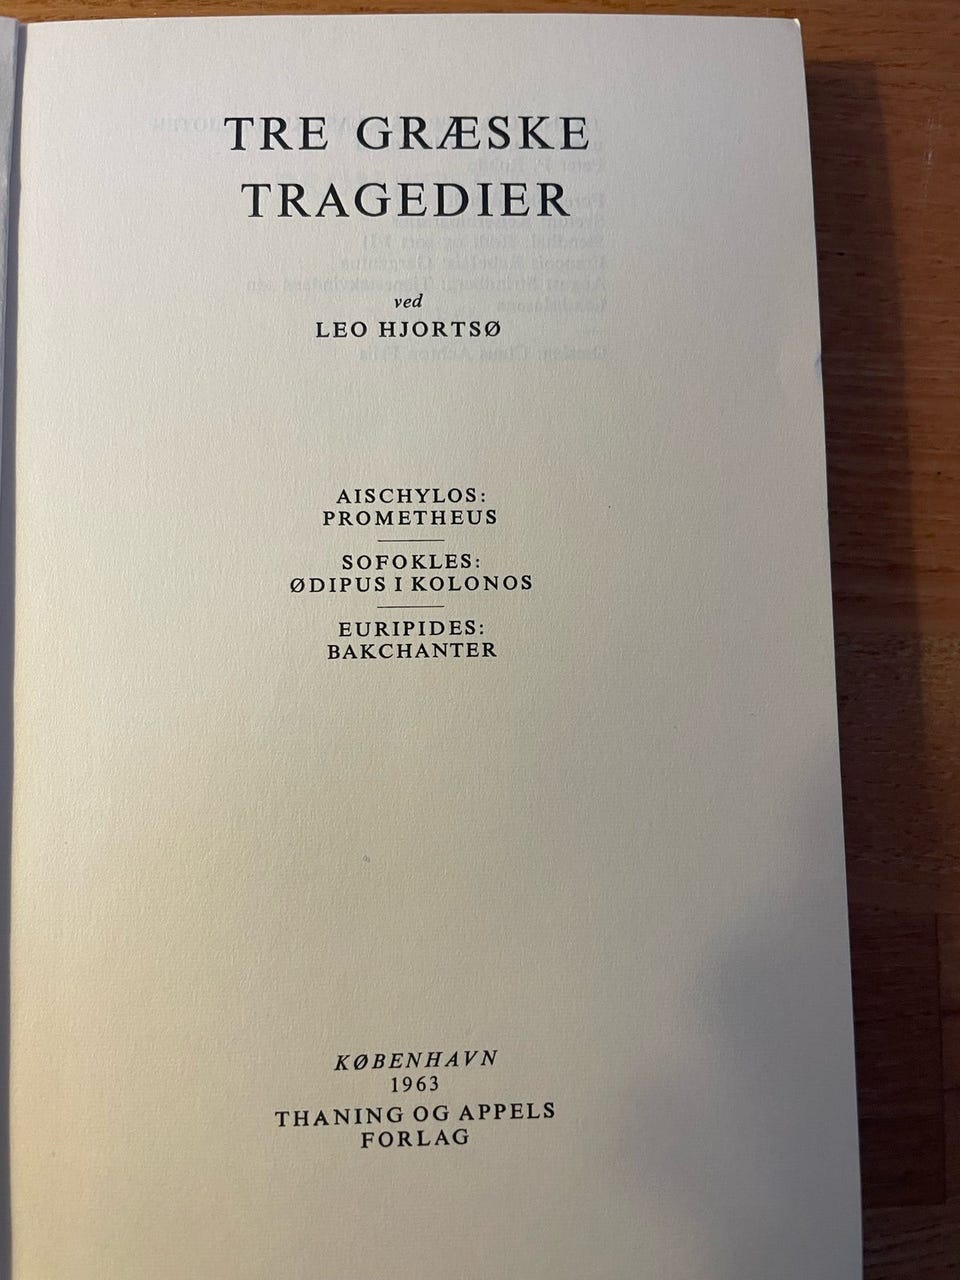 TRE GRÆSKE
TRAGEDIER
ved
LEO HJORTSØ
AISCHYLOS:
PROMETHEUS
SOFOKLES:
ØDIPUS I KOLONOS
EURIPIDES:
BAKCHANTER
KØBENHAVN
1963
THANING OG APPELS
FORLAG